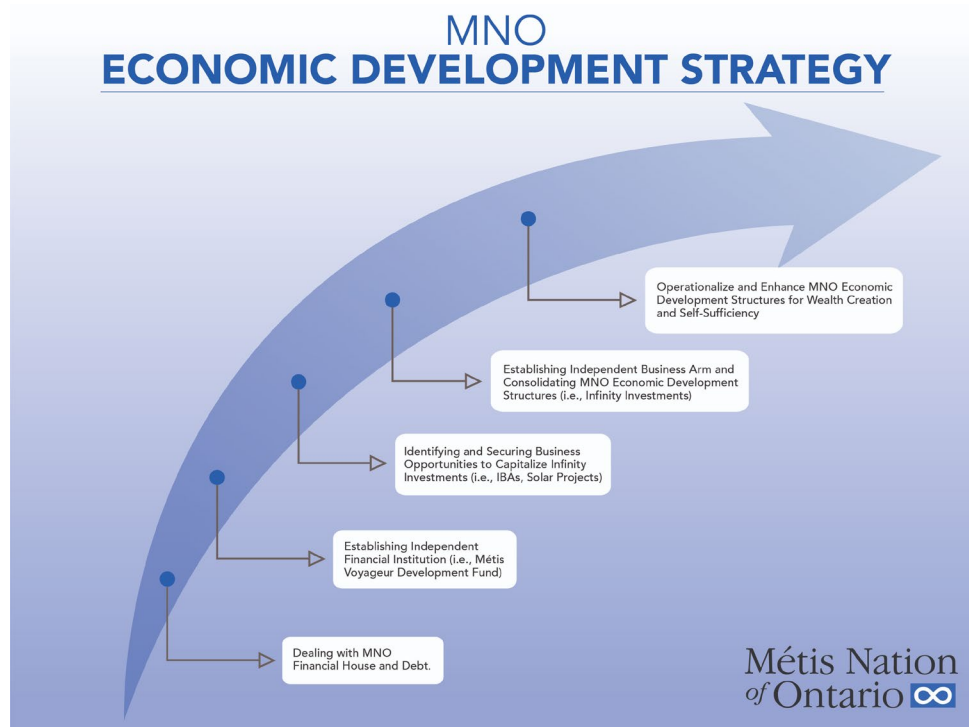 MNO
ECONOMIC DEVELOPMENT STRATEGY
Operationalize and Enhance MNO Economic
Development Structures for Wealth Creation
and Self-Sufficiency
Establishing Independent Business Arm and
Consolidating MNO Economic Development
Structures (i.e., Infinity Investments)
Identifying and Securing Business
Opportunities to Capitalize Infinity
Investments (i.e., IBAs, Solar Projects)
Establishing Independent
Financial Institution (i.e., Métis
Voyageur Development Fund)
Dealing with MNO
Financial House and Debt.
Métis Nation
of Ontario